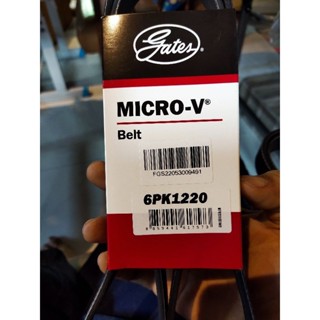 Gates
MICRO-V®
Belt
FGS22053009491
6PK1220